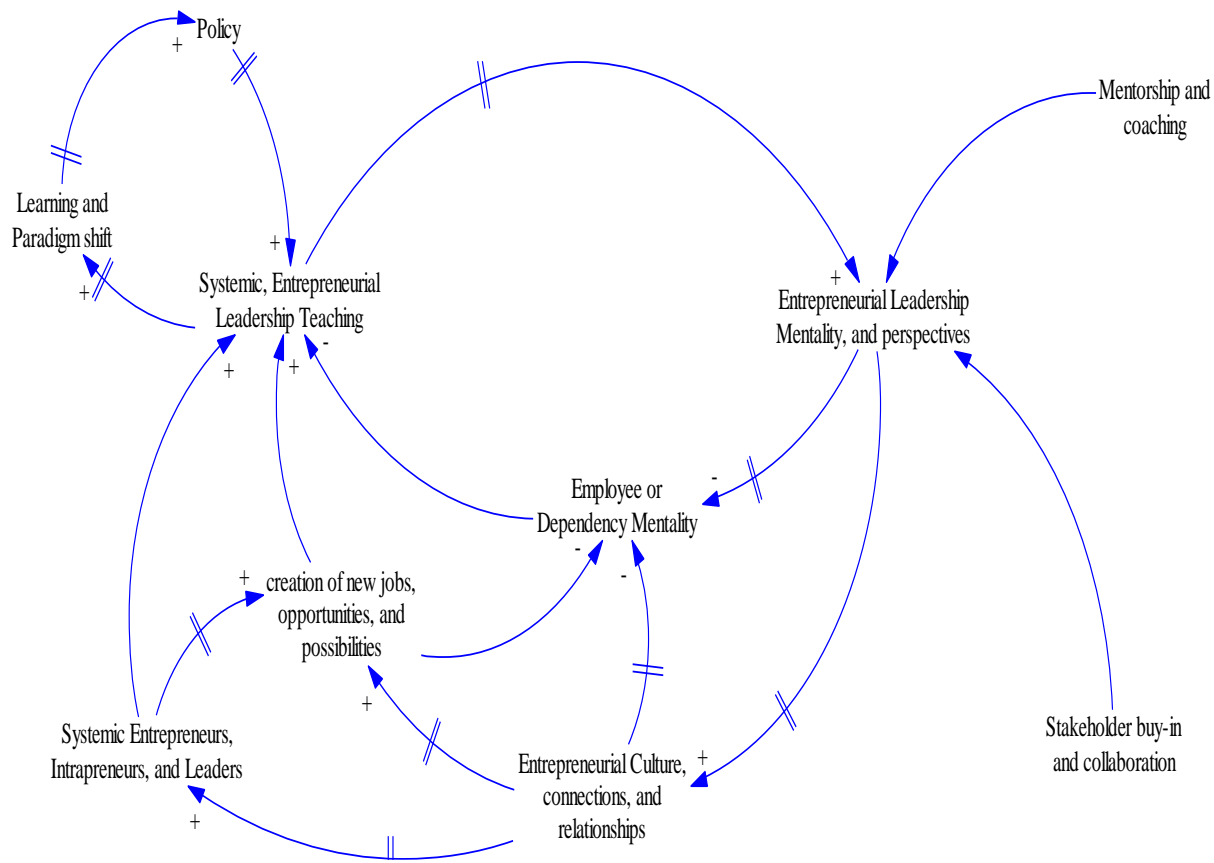 Policy
+
Mentorship and
coaching
Learning and
Paradigm shift
+
+
Systemic, Entrepreneurial
Leadership Teaching
+
Entrepreneurial Leadership
Mentality, and perspectives
-
+
+
-
Employee or
Dependency Mentality
-
-
+
creation of new jobs,
opportunities, and
possibilities
+
Systemic Entrepreneurs,
Intrapreneurs, and Leaders
+
Entrepreneurial Culture,
connections, and
relationships
+
Stakeholder buy-in
and collaboration